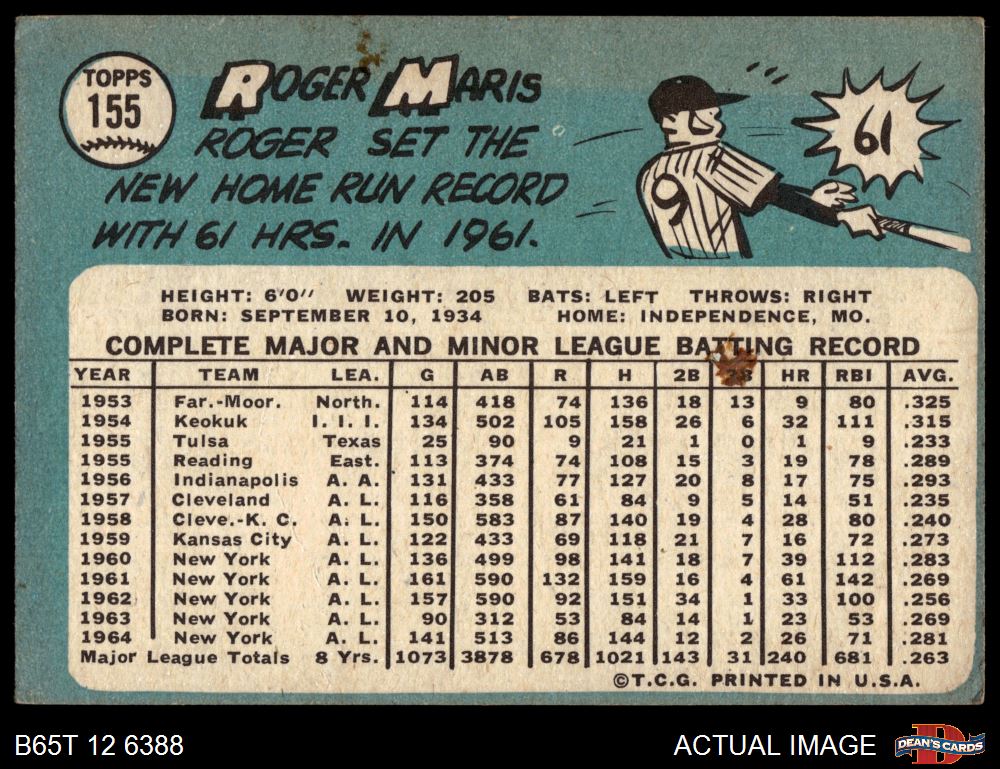 TOPPS
155
ROGER MARIS
ROGER SET THE
NEW HOME RUN RECORD
WITH 61 HRS. IN 1961.
61
9
HEIGHT: 6'0" WEIGHT: 205 BATS: LEFT THROWS: RIGHT
BORN: SEPTEMBER 10, 1934 HOME: INDEPENDENCE, MO.
COMPLETE MAJOR AND MINOR LEAGUE BATTING RECORD
YEAR TEAM LEA. G AB R H 2B 3B HR RBI AVG.
1953 Far.-Moor. North. 114 418 74 136 18 13 9 80 .325
1954 Keokuk I. I. I. 134 502 105 158 26 6 32 111 .315
1955 Tulsa Texas 25 90 9 21 1 0 1 9 .233
1955 Reading East. 113 374 74 108 15 3 19 78 .289
1956 Indianapolis A. A. 131 433 77 127 20 8 17 75 .293
1957 Cleveland A. L. 116 358 61 84 9 5 14 51 .235
1958 Cleve.-K. C. A. L. 150 583 87 140 19 4 28 80 .240
1959 Kansas City A. L. 122 433 69 118 21 7 16 72 .273
1960 New York A. L. 136 499 98 141 18 7 39 112 .283
1961 New York A. L. 161 590 132 159 16 4 61 142 .269
1962 New York A. L. 157 590 92 151 34 1 33 100 .256
1963 New York A. L. 90 312 53 84 14 1 23 53 .269
1964 New York A. L. 141 513 86 144 12 2 26 71 .281
Major League Totals 8 Yrs. 1073 3878 678 1021 143 31 240 681 .263
©T.C.G. PRINTED IN U.S.A.
B65T 12 6388
ACTUAL IMAGE
D
DEAN'S CARDS